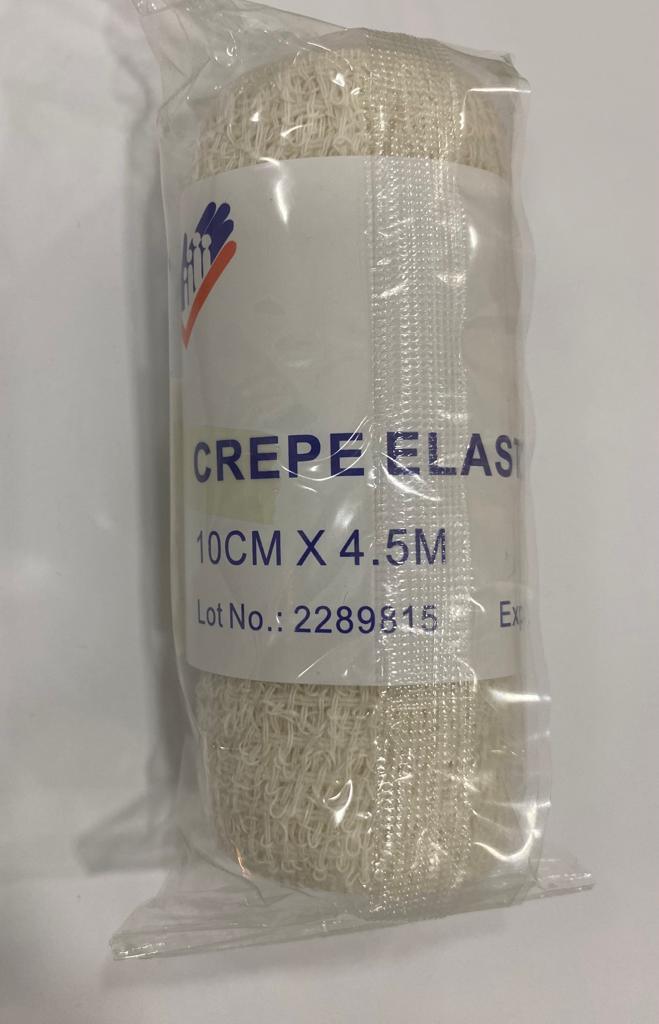 CREPE ELAST
10CM X 4.5M
Lot No.: 2289815 Exp